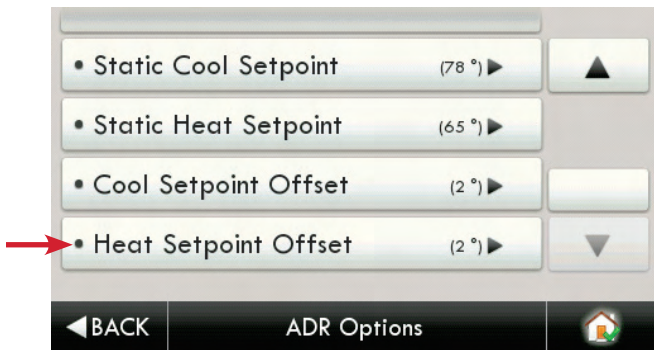 • Static Cool Setpoint (78 °) ▶
• Static Heat Setpoint (65 °) ▶
• Cool Setpoint Offset (2 °) ▶
• Heat Setpoint Offset (2 °) ▶
◀ BACK ADR Options